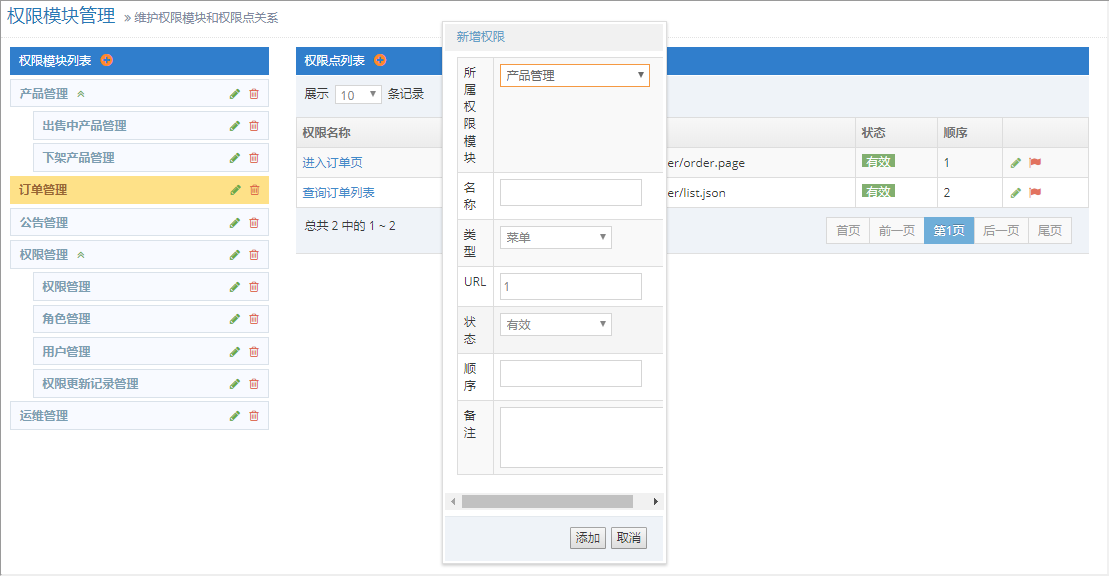 权限模块管理 » 维护权限模块和权限点关系
权限模块列表
产品管理
出售中产品管理
下架产品管理
订单管理
公告管理
权限管理
权限管理
角色管理
用户管理
权限更新记录管理
运维管理
权限点列表
展示 10 条记录
权限名称 状态 顺序
进入订单页 er/order.page 有效 1
查询订单列表 er/list.json 有效 2
总共 2 中的 1 ~ 2 首页 前一页 第1页 后一页 尾页
新增权限
所属权限模块 产品管理
名称
类型 菜单
URL 1
状态 有效
顺序
备注
添加 取消